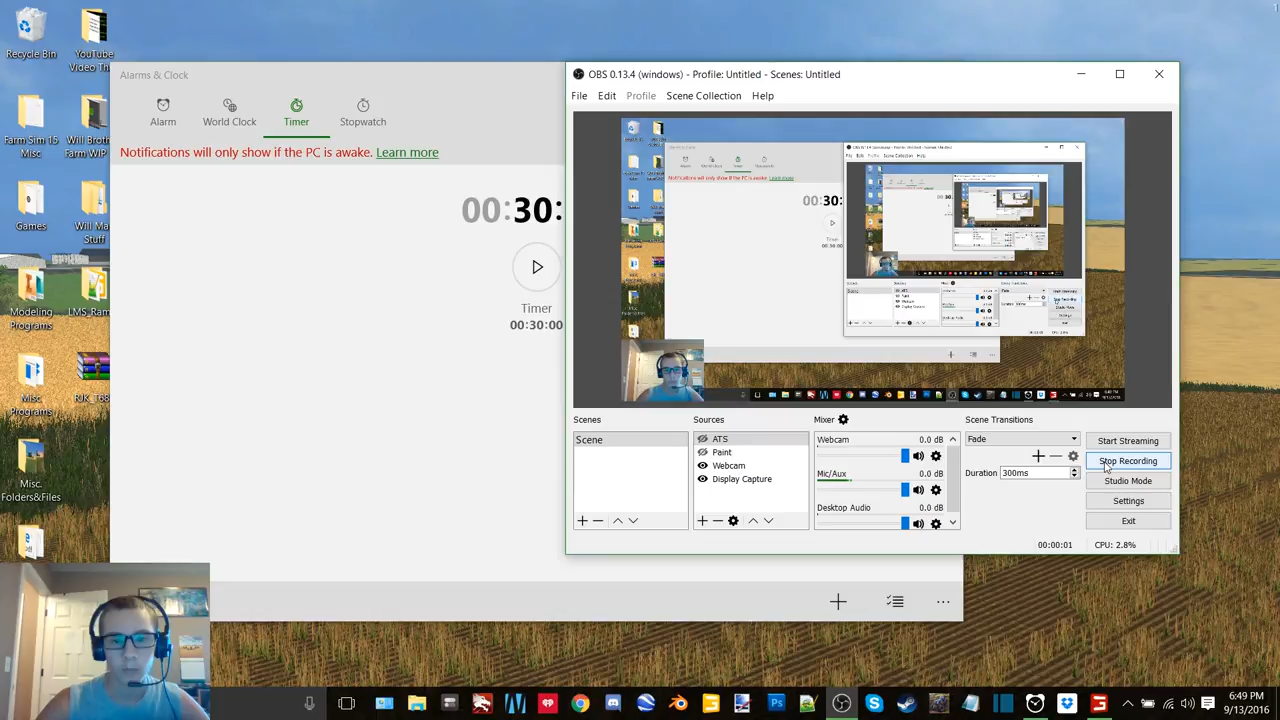 1
Recycle Bin
YouTube
Video Th...
Farm Sim 15
Misc
Will Broth
Farm WIP
Games
Will Ma
Stuff
Modeling
Programs
LMS_Ram
Misc.
Programs
RJK_T68
Misc.
Folders&Files
Alarms & Clock
Alarm
World Clock
Timer
Stopwatch
Notifications will only show if the PC is awake. Learn more
00:30:
Timer
00:30:00
OBS 0.13.4 (windows) - Profile: Untitled - Scenes: Untitled
File Edit Profile Scene Collection Help
Scenes
Sources
Mixer
Scene Transitions
Scene
ATS
Paint
Webcam
Display Capture
Webcam 0.0 dB
Mic/Aux 0.0 dB
Desktop Audio 0.0 dB
Fade
Duration 300ms
Start Streaming
Stop Recording
Studio Mode
Settings
Exit
00:00:01
CPU: 2.8%
6:49 PM
9/13/2016